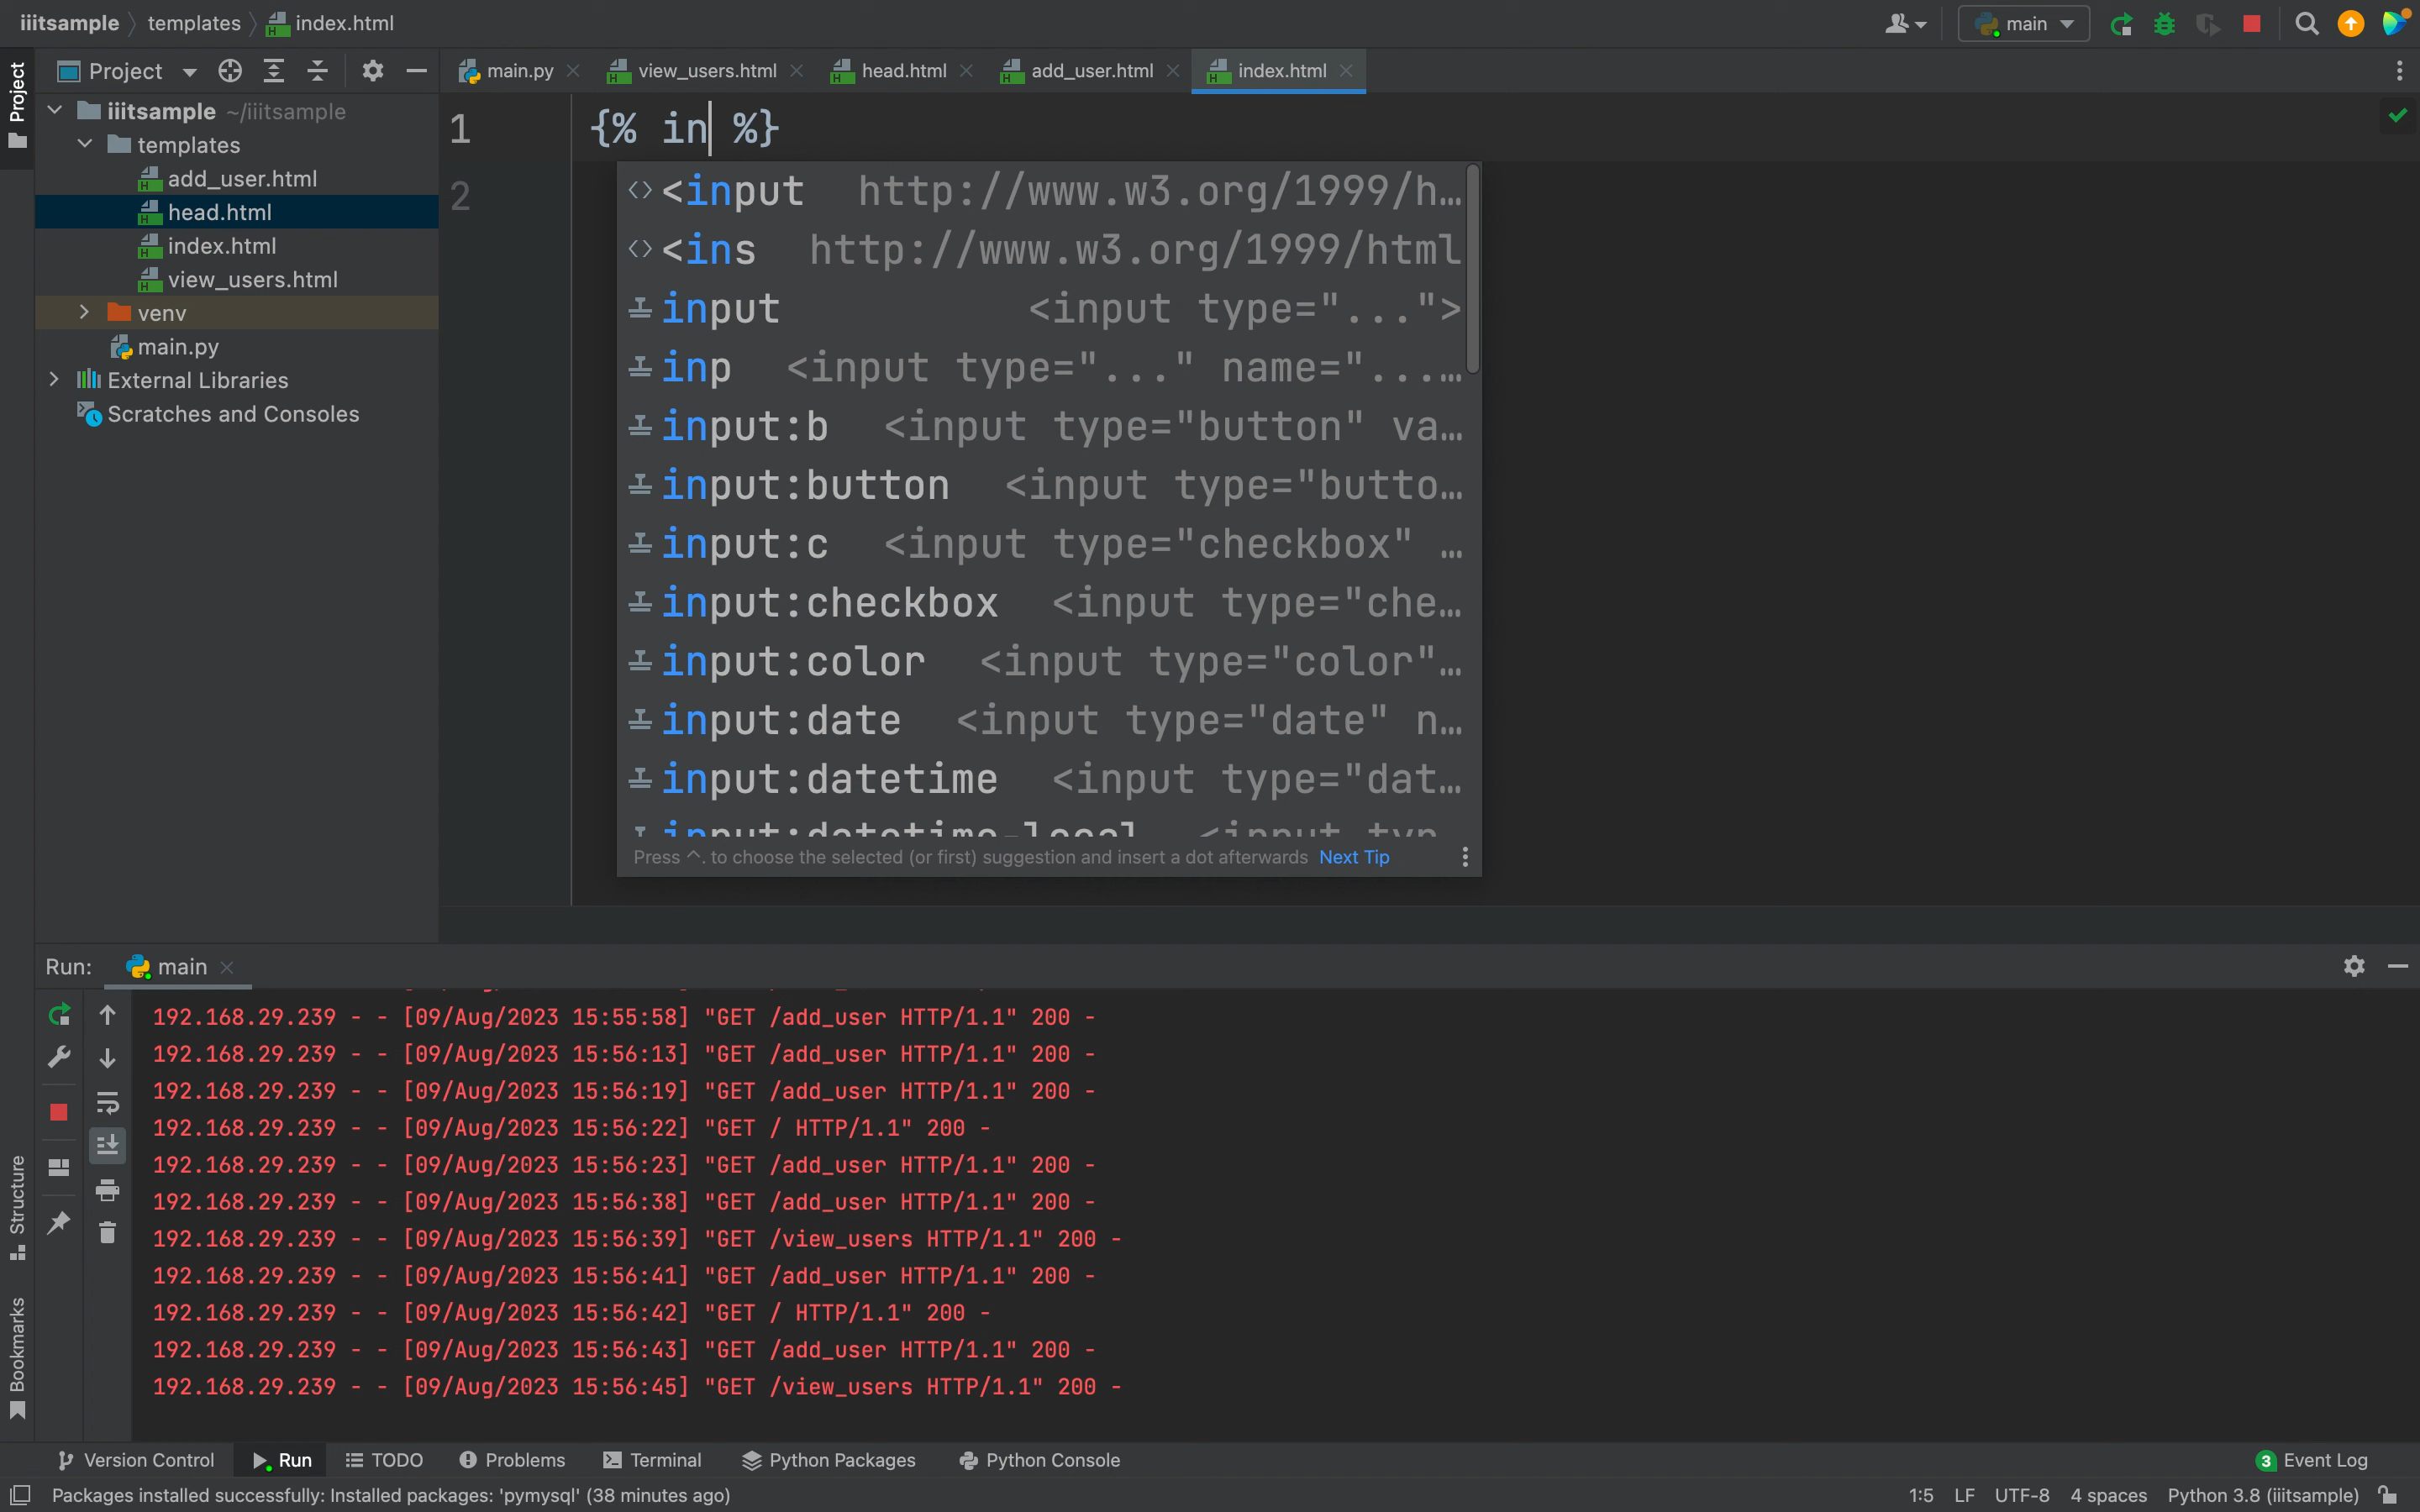 iiitsample templates index.html
main
Project
Project
main.py view_users.html head.html add_user.html index.html
iiitsample ~/iiitsample
templates
add_user.html
head.html
index.html
view_users.html
venv
main.py
External Libraries
Scratches and Consoles
1 {% in %}
2
<input http://www.w3.org/1999/h…
<ins http://www.w3.org/1999/html
input <input type="...">
inp <input type="..." name="...…
input:b <input type="button" va…
input:button <input type="butto…
input:c <input type="checkbox" …
input:checkbox <input type="che…
input:color <input type="color"…
input:date <input type="date" n…
input:datetime <input type="dat…
input:datetime-local <input typ
Press ^. to choose the selected (or first) suggestion and insert a dot afterwards Next Tip
Run: main
192.168.29.239 - - [09/Aug/2023 15:55:58] "GET /add_user HTTP/1.1" 200 -
192.168.29.239 - - [09/Aug/2023 15:56:13] "GET /add_user HTTP/1.1" 200 -
192.168.29.239 - - [09/Aug/2023 15:56:19] "GET /add_user HTTP/1.1" 200 -
192.168.29.239 - - [09/Aug/2023 15:56:22] "GET / HTTP/1.1" 200 -
192.168.29.239 - - [09/Aug/2023 15:56:23] "GET /add_user HTTP/1.1" 200 -
192.168.29.239 - - [09/Aug/2023 15:56:38] "GET /add_user HTTP/1.1" 200 -
192.168.29.239 - - [09/Aug/2023 15:56:39] "GET /view_users HTTP/1.1" 200 -
192.168.29.239 - - [09/Aug/2023 15:56:41] "GET /add_user HTTP/1.1" 200 -
192.168.29.239 - - [09/Aug/2023 15:56:42] "GET / HTTP/1.1" 200 -
192.168.29.239 - - [09/Aug/2023 15:56:43] "GET /add_user HTTP/1.1" 200 -
192.168.29.239 - - [09/Aug/2023 15:56:45] "GET /view_users HTTP/1.1" 200 -
Structure
Bookmarks
Version Control Run TODO Problems Terminal Python Packages Python Console 3 Event Log
Packages installed successfully: Installed packages: 'pymysql' (38 minutes ago) 1:5 LF UTF-8 4 spaces Python 3.8 (iiitsample)